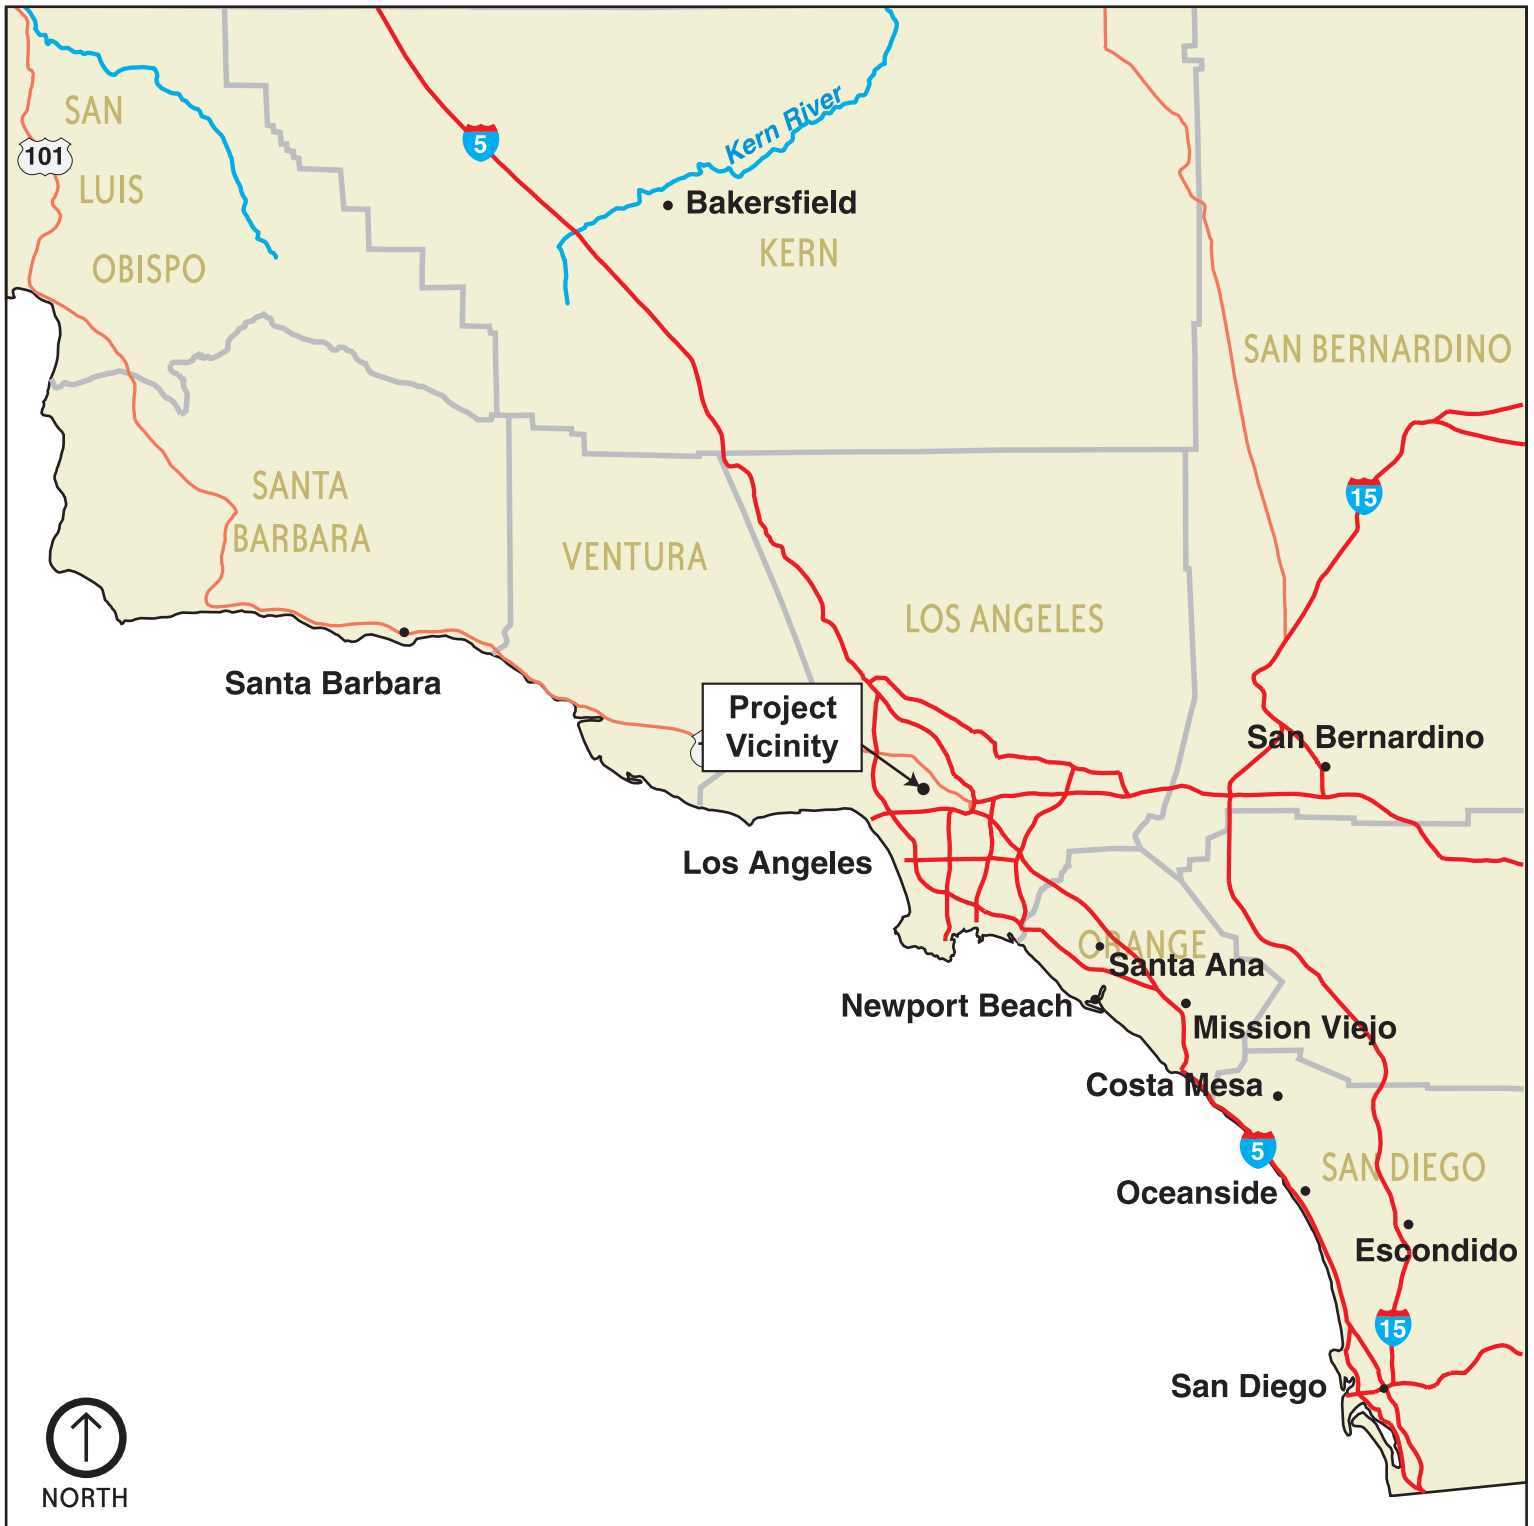 SAN
101
LUIS
OBISPO
5
Kern River
Bakersfield
KERN
SAN BERNARDINO
SANTA
BARBARA
15
VENTURA
LOS ANGELES
Santa Barbara
Project
Vicinity
San Bernardino
Los Angeles
ORANGE
Santa Ana
Newport Beach
Mission Viejo
Costa Mesa
5
SAN DIEGO
Oceanside
Escondido
15
San Diego
NORTH